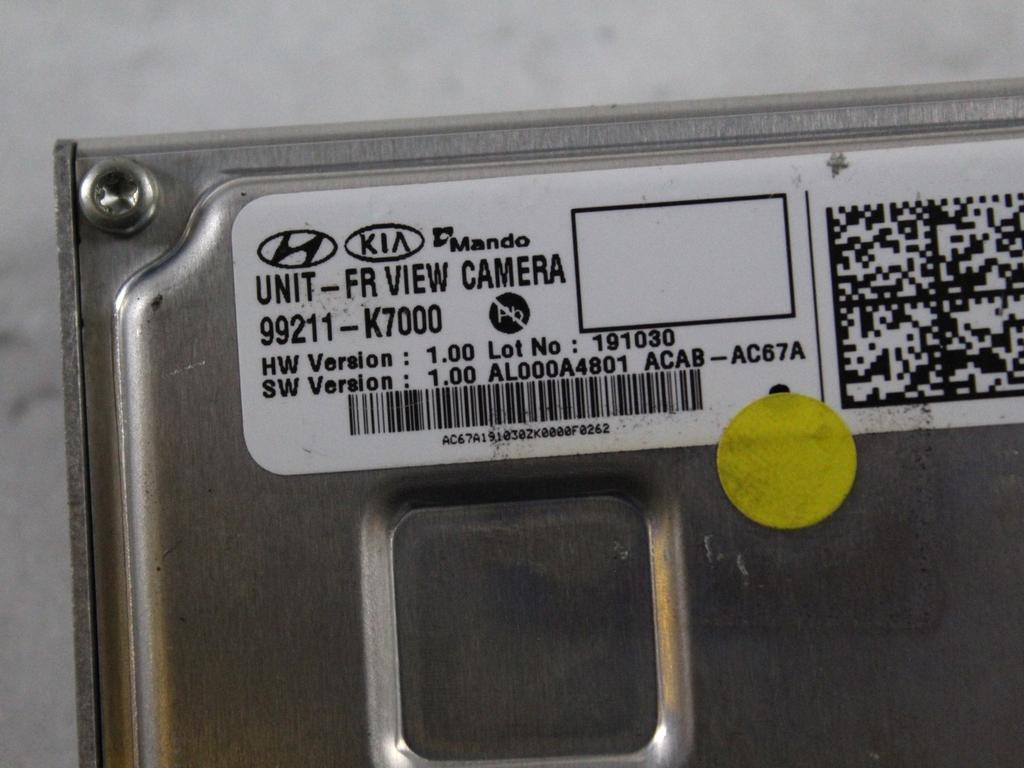 KIA Mando
UNIT-FR VIEW CAMERA
99211-K7000 Pb
HW Version : 1.00 Lot No : 191030
SW Version : 1.00 AL000A4801 ACAB-AC67A
AC67A191030ZK0000F0262